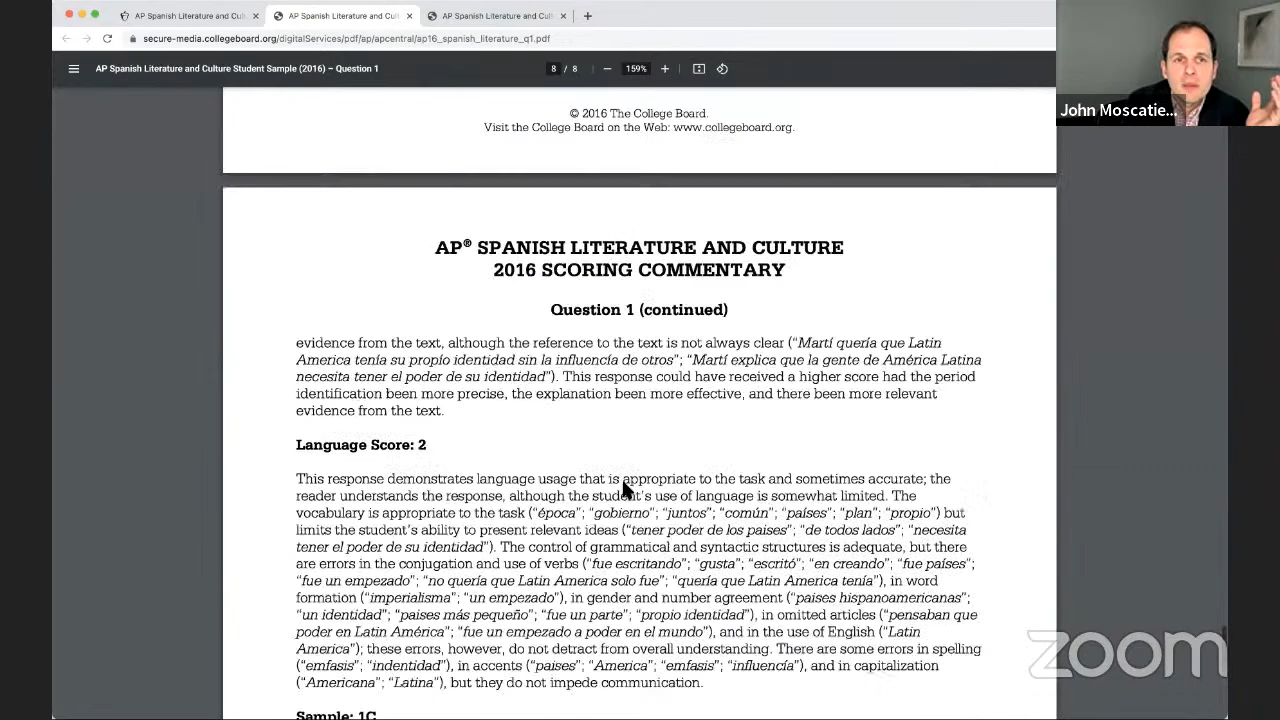 AP Spanish Literature and Cul
AP Spanish Literature and Cul
AP Spanish Literature and Cul
secure-media.collegeboard.org/digitalServices/pdf/ap/apcentral/ap16_spanish_literature_q1.pdf
AP Spanish Literature and Culture Student Sample (2016) – Question 1
8 / 8
159%
John Moscatie...
© 2016 The College Board.
Visit the College Board on the Web: www.collegeboard.org.
AP® SPANISH LITERATURE AND CULTURE
2016 SCORING COMMENTARY
Question 1 (continued)
evidence from the text, although the reference to the text is not always clear (“Martí quería que Latin
America tenía su propío identidad sin la influencía de otros”; “Martí explica que la gente de América Latina
necesita tener el poder de su identidad”). This response could have received a higher score had the period
identification been more precise, the explanation been more effective, and there been more relevant
evidence from the text.
Language Score: 2
This response demonstrates language usage that is appropriate to the task and sometimes accurate; the
reader understands the response, although the student’s use of language is somewhat limited. The
vocabulary is appropriate to the task (“época”; “gobierno”; “juntos”; “común”; “países”; “plan”; “propio”) but
limits the student’s ability to present relevant ideas (“tener poder de los paises”; “de todos lados”; “necesita
tener el poder de su identidad”). The control of grammatical and syntactic structures is adequate, but there
are errors in the conjugation and use of verbs (“fue escritando”; “gusta”; “escritó”; “en creando”; “fue países”;
“fue un empezado”; “no quería que Latin America solo fue”; “quería que Latin America tenía”), in word
formation (“imperialisma”; “un empezado”), in gender and number agreement (“paises hispanoamericanas”;
“un identidad”; “paises más pequeño”; “fue un parte”; “propio identidad”), in omitted articles (“pensaban que
poder en Latin América”; “fue un empezado a poder en el mundo”), and in the use of English (“Latin
America”); these errors, however, do not detract from overall understanding. There are some errors in spelling
(“emfasis”; “indentidad”), in accents (“paises”; “America”; “emfasis”; “influencía”), and in capitalization
(“Americana”; “Latina”), but they do not impede communication.
Sample: 1C
zoom